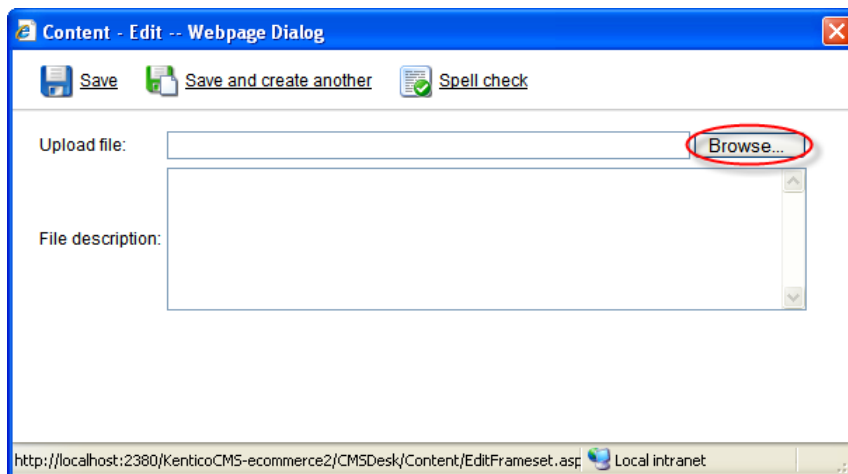 Content - Edit -- Webpage Dialog
Save Save and create another Spell check
Upload file: Browse...
File description:
http://localhost:2380/KenticoCMS-ecommerce2/CMSDesk/Content/EditFrameset.asp Local intranet